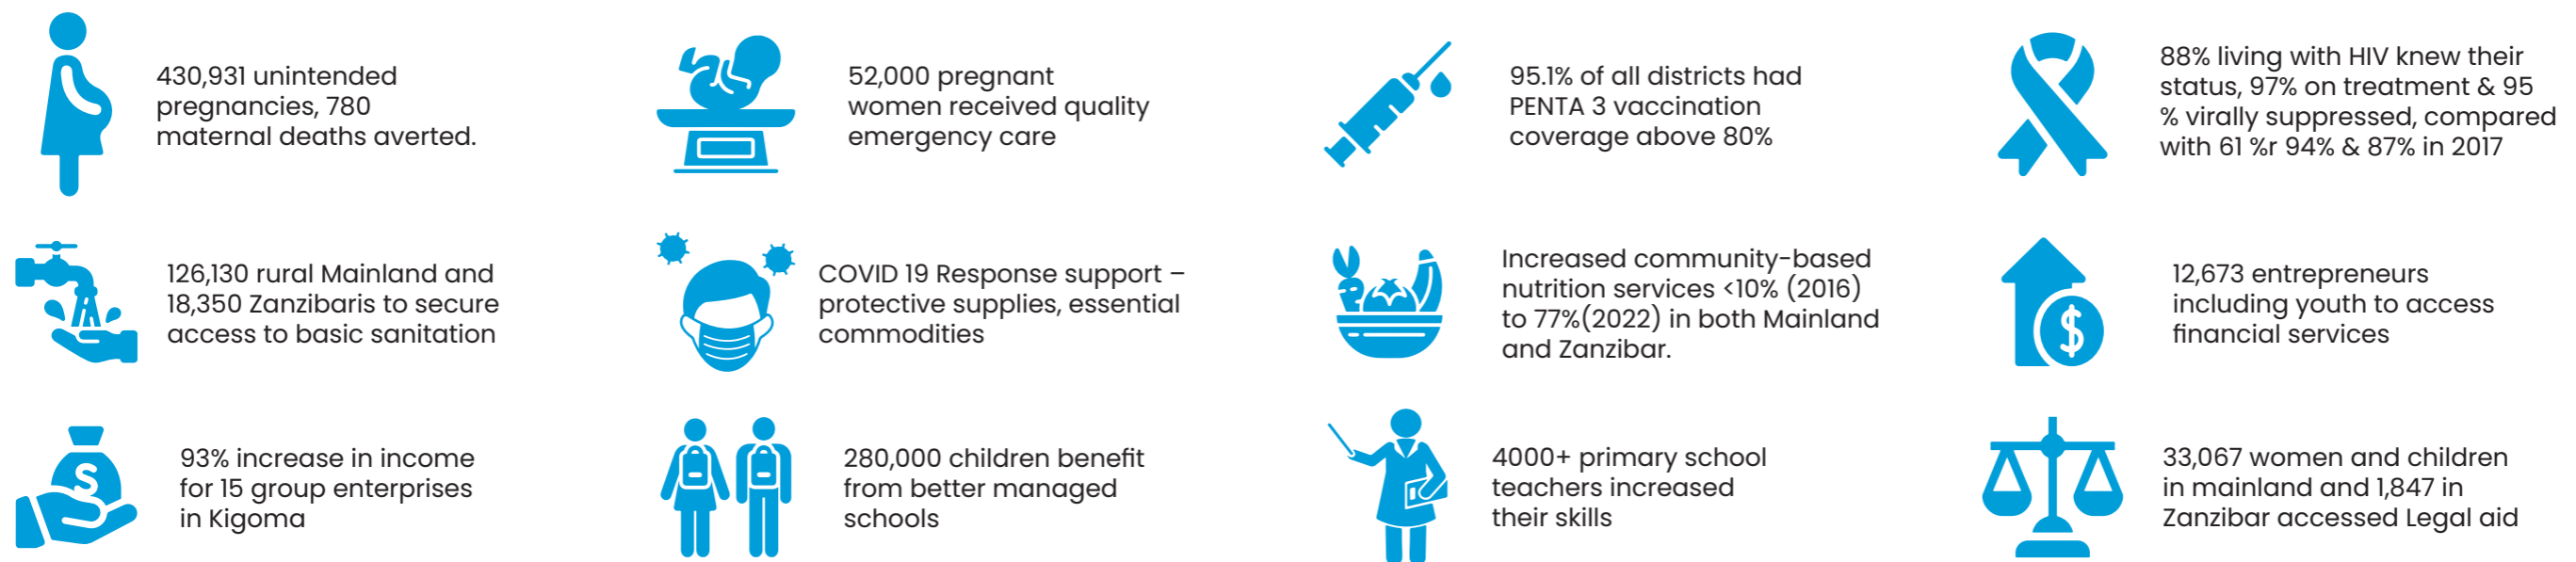 430,931 unintended
pregnancies, 780
maternal deaths averted.
52,000 pregnant
women received quality
emergency care
95.1% of all districts had
PENTA 3 vaccination
coverage above 80%
88% living with HIV knew their
status, 97% on treatment & 95
% virally suppressed, compared
with 61 %r 94% & 87% in 2017
126,130 rural Mainland and
18,350 Zanzibaris to secure
access to basic sanitation
COVID 19 Response support –
protective supplies, essential
commodities
Increased community-based
nutrition services <10% (2016)
to 77%(2022) in both Mainland
and Zanzibar.
$
12,673 entrepreneurs
including youth to access
financial services
S
93% increase in income
for 15 group enterprises
in Kigoma
280,000 children benefit
from better managed
schools
4000+ primary school
teachers increased
their skills
33,067 women and children
in mainland and 1,847 in
Zanzibar accessed Legal aid